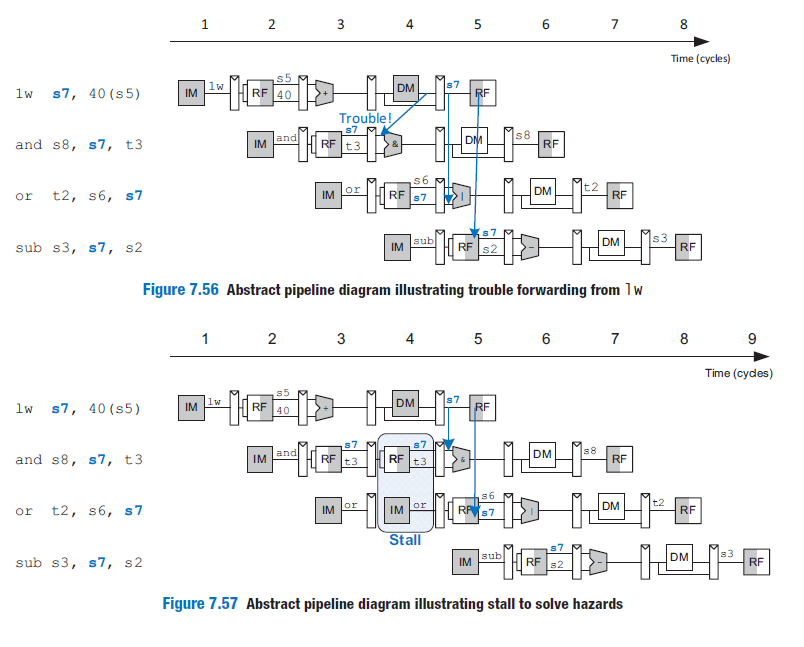 1 2 3 4 5 6 7 8
Time (cycles)
lw s7, 40(s5) IM lw RF s5 40 + DM s7 RF
Trouble!
and s8, s7, t3 IM and RF s7 t3 & DM s8 RF
or t2, s6, s7 IM or RF s6 s7 | DM t2 RF
sub s3, s7, s2 IM sub RF s7 s2 - DM s3 RF
Figure 7.56 Abstract pipeline diagram illustrating trouble forwarding from lw
1 2 3 4 5 6 7 8 9
Time (cycles)
lw s7, 40(s5) IM lw RF s5 40 + DM s7 RF
and s8, s7, t3 IM and RF s7 t3 RF s7 t3 & DM s8 RF
or t2, s6, s7 IM or IM or RF s6 s7 | DM t2 RF
Stall
sub s3, s7, s2 IM sub RF s7 s2 - DM s3 RF
Figure 7.57 Abstract pipeline diagram illustrating stall to solve hazards